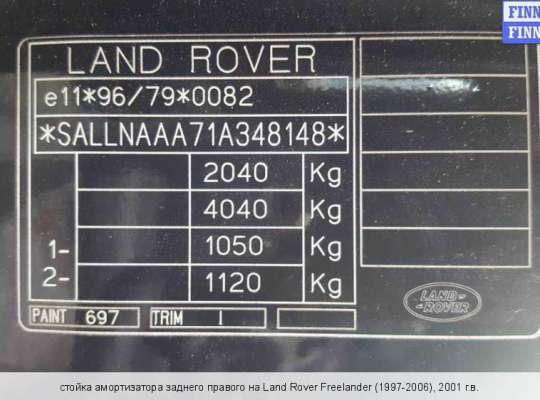 FINN
FINN
LAND ROVER
e11*96/79*0082
*SALLNAAA71A348148*
2040 Kg
4040 Kg
1- 1050 Kg
2- 1120 Kg
PAINT 697 TRIM I
LAND-
-ROVER
стойка амортизатора заднего правого на Land Rover Freelander (1997-2006), 2001 г.в.